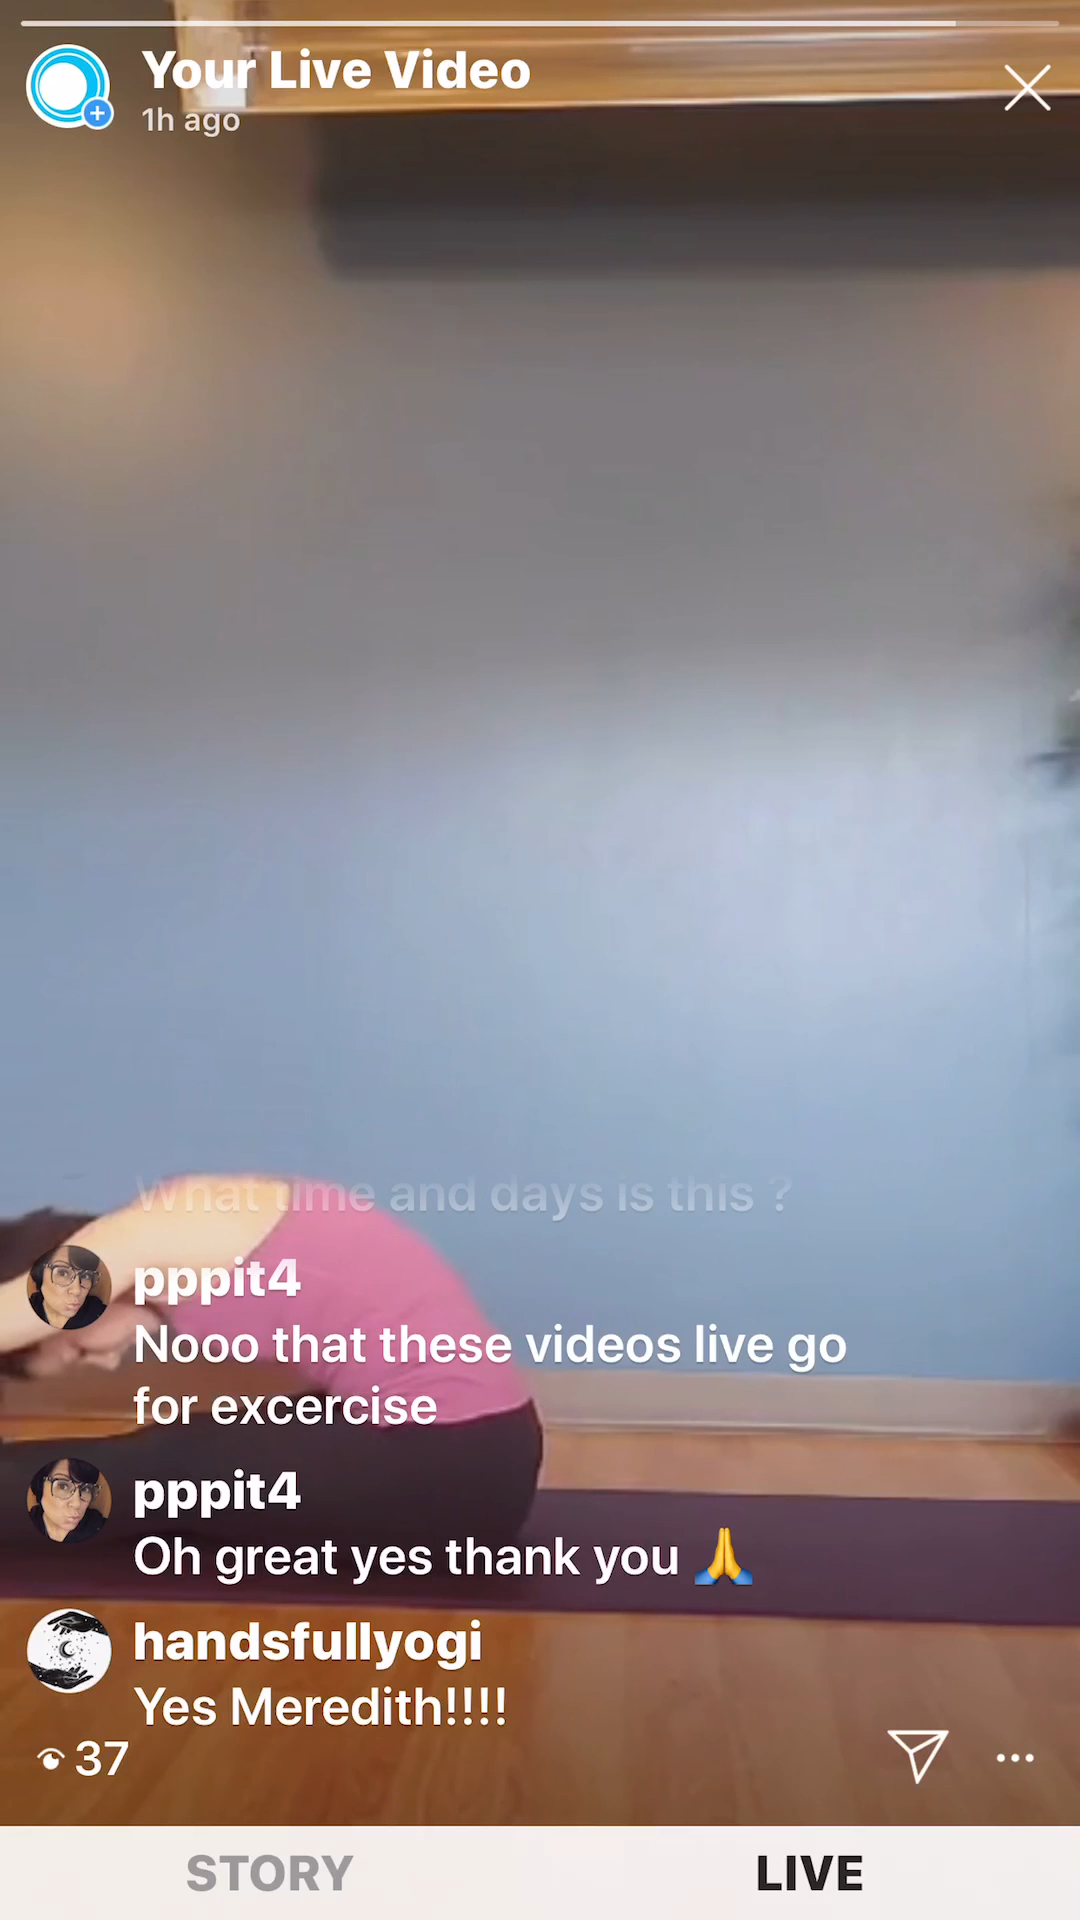 Your Live Video
1h ago
What time and days is this ?
pppit4
Nooo that these videos live go
for excercise
pppit4
Oh great yes thank you 🙏
handsfullyogi
Yes Meredith!!!!
37
STORY
LIVE